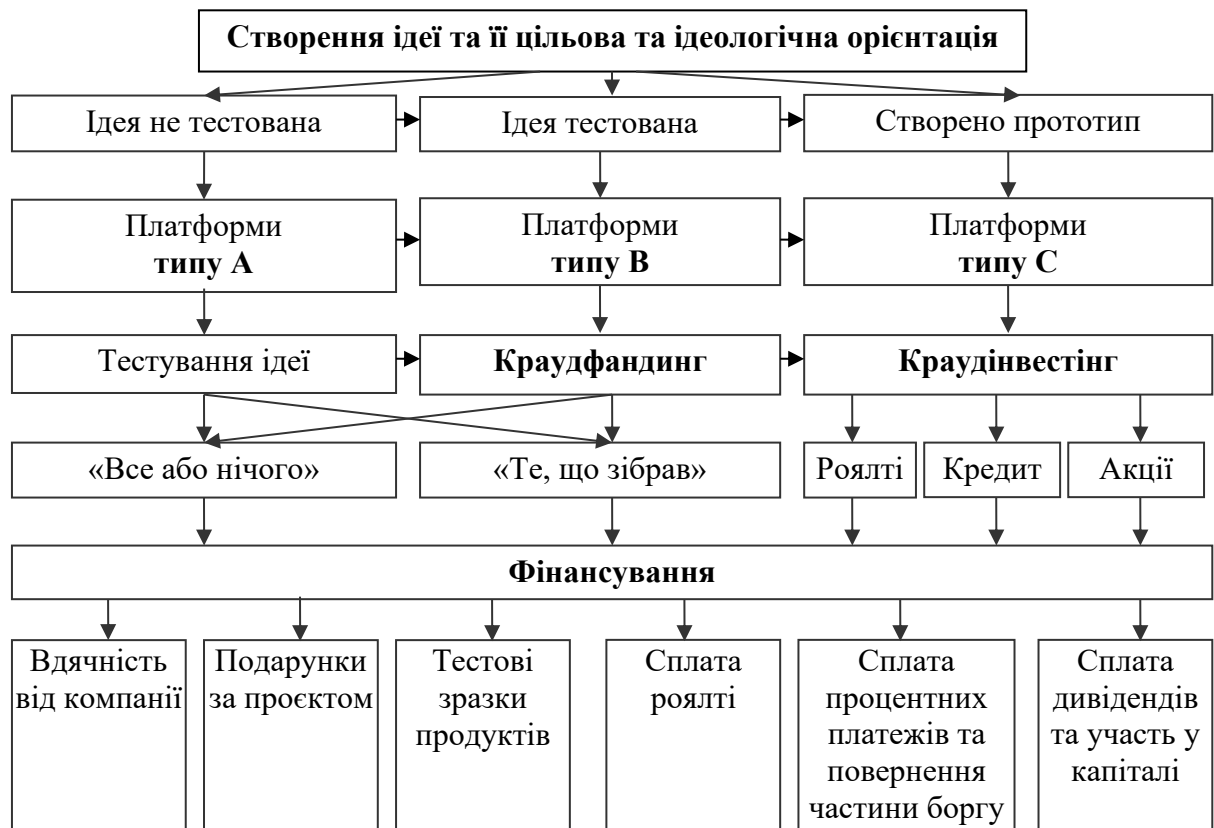 Створення ідеї та її цільова та ідеологічна орієнтація
Ідея не тестована
Ідея тестована
Створено прототип
Платформи
типу А
Платформи
типу В
Платформи
типу С
Тестування ідеї
Краудфандинг
Краудінвестінг
«Все або нічого»
«Те, що зібрав»
Роялті
Кредит
Акції
Фінансування
Вдячність
від компанії
Подарунки
за проєктом
Тестові
зразки
продуктів
Сплата
роялті
Сплата
процентних
платежів та
повернення
частини боргу
Сплата
дивідендів
та участь у
капіталі